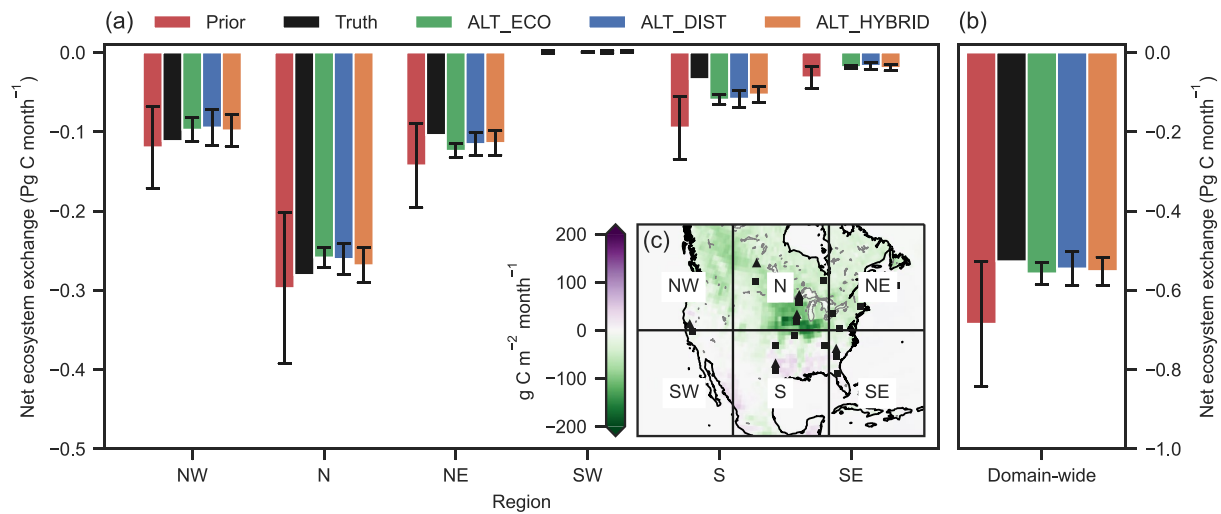 (a) Prior Truth ALT_ECO ALT_DIST ALT_HYBRID (b)
Net ecosystem exchange (Pg C month⁻¹)
0.0
−0.1
−0.2
−0.3
−0.4
−0.5
NW N NE SW S SE
Region
g C m⁻² month⁻¹
200
100
0
−100
−200
(c)
NW N NE
SW S SE
0.0
−0.2
−0.4
−0.6
−0.8
−1.0
Domain-wide
Net ecosystem exchange (Pg C month⁻¹)